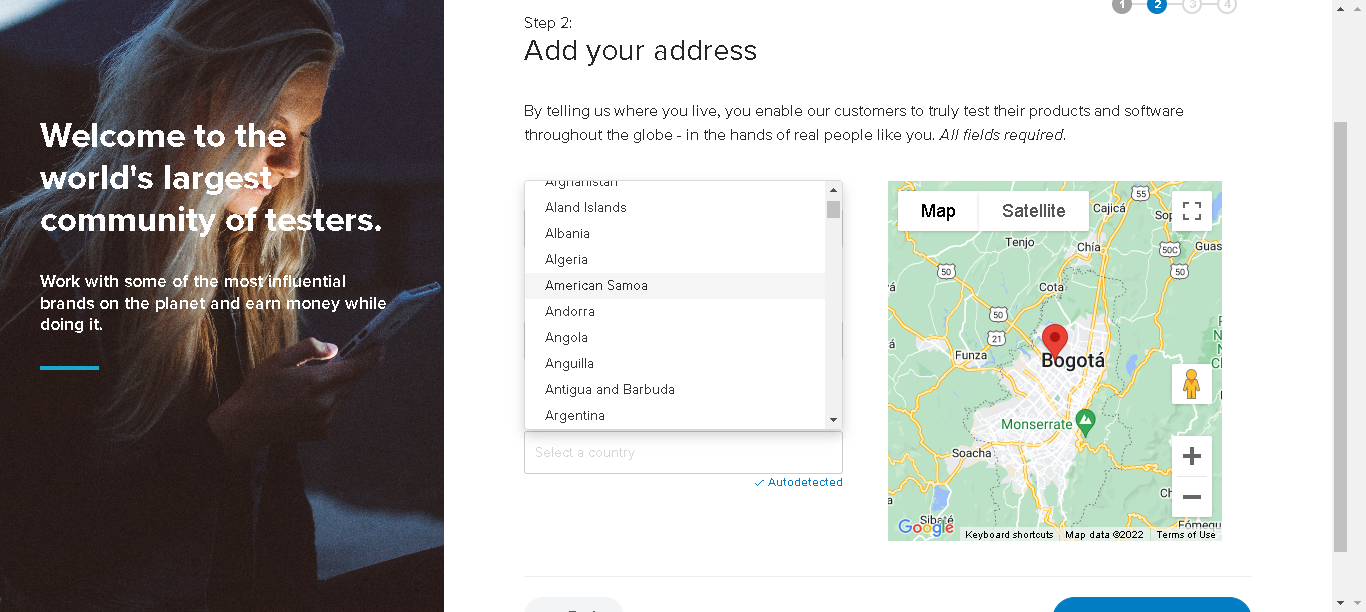 Welcome to the
world's largest
community of testers.
Work with some of the most influential
brands on the planet and earn money while
doing it.
1 2 3 4
Step 2:
Add your address
By telling us where you live, you enable our customers to truly test their products and software
throughout the globe - in the hands of real people like you. All fields required.
Afghanistan
Aland Islands
Albania
Algeria
American Samoa
Andorra
Angola
Anguilla
Antigua and Barbuda
Argentina
Select a country
Autodetected
Map
Satellite
55
Cajicá
Tenjo
Chía
50C
Guas
50
50
Cota
50
21
Funza
Bogotá
Monserrate
Soacha
Sibaté
Google
Keyboard shortcuts
Map data ©2022
Terms of Use